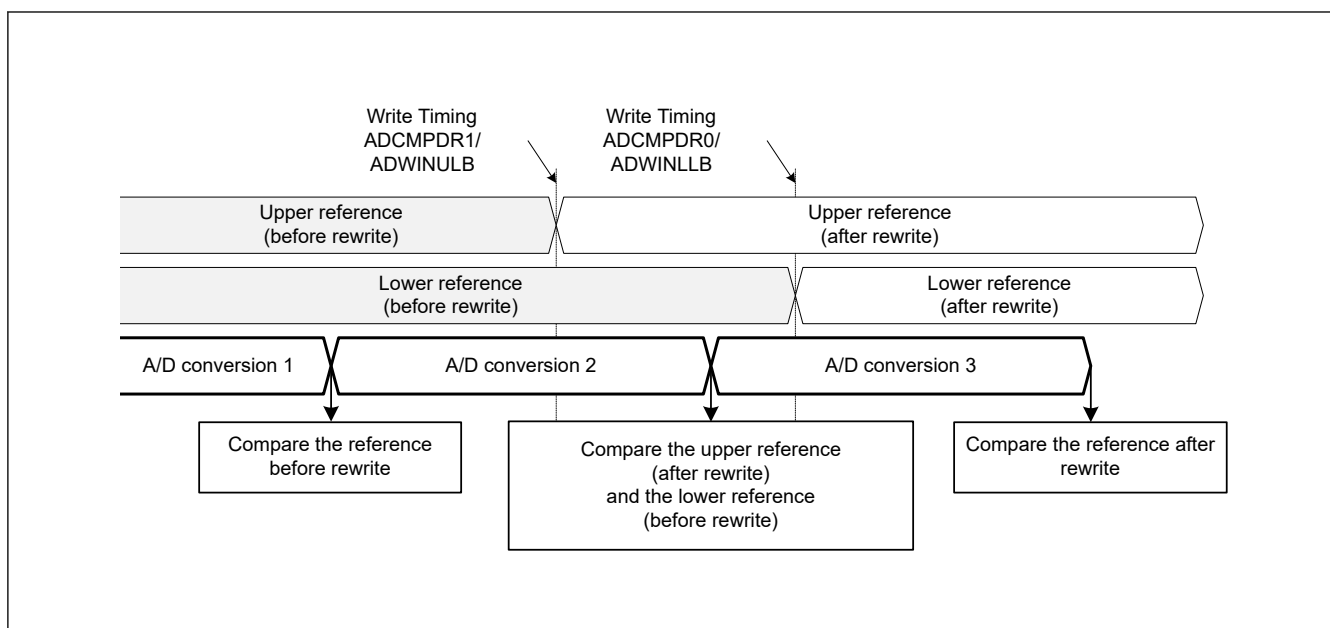 Write Timing
ADCMPDR1/
ADWINULB
Write Timing
ADCMPDR0/
ADWINLLB
Upper reference
(before rewrite)
Upper reference
(after rewrite)
Lower reference
(before rewrite)
Lower reference
(after rewrite)
A/D conversion 1
A/D conversion 2
A/D conversion 3
Compare the reference
before rewrite
Compare the upper reference
(after rewrite)
and the lower reference
(before rewrite)
Compare the reference after
rewrite